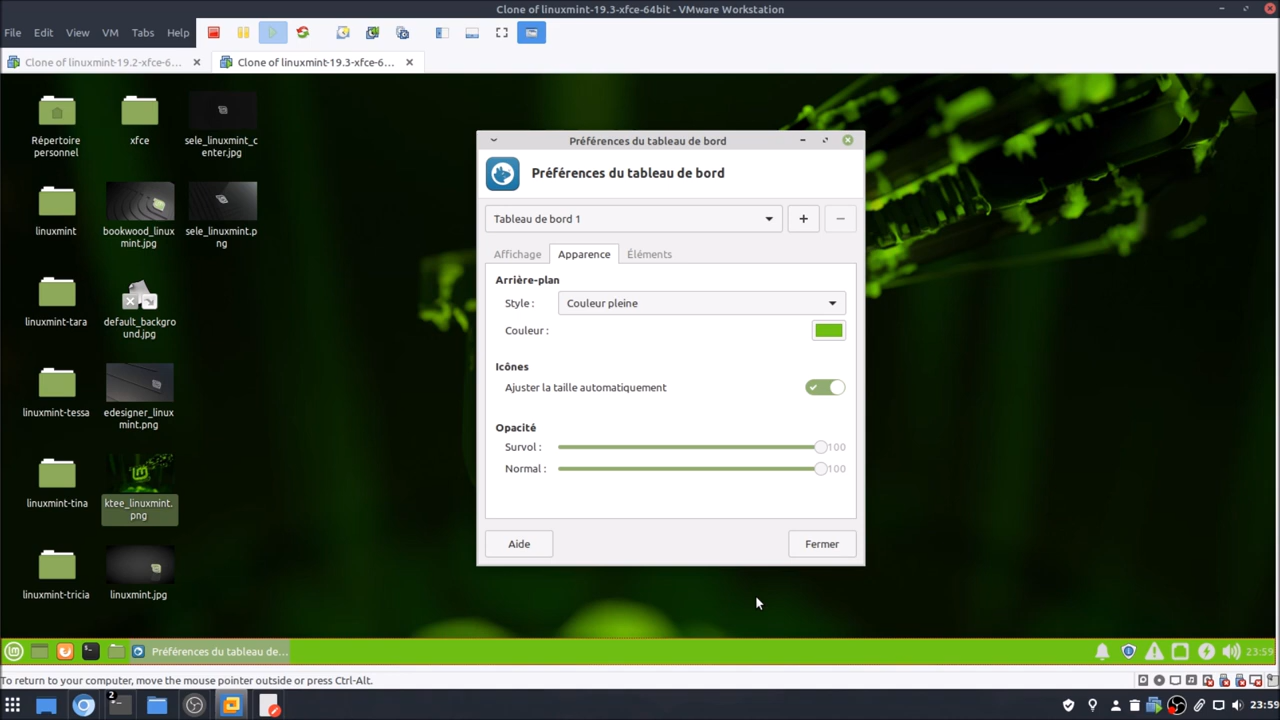 Clone of linuxmint-19.3-xfce-64bit - VMware Workstation
File Edit View VM Tabs Help
Clone of linuxmint-19.2-xfce-6...
Clone of linuxmint-19.3-xfce-6...
Répertoire
personnel
xfce
sele_linuxmint_c
enter.jpg
linuxmint
bookwood_linux
mint.jpg
sele_linuxmint.p
ng
linuxmint-tara
default_backgro
und.jpg
linuxmint-tessa
edesigner_linux
mint.png
linuxmint-tina
ktee_linuxmint.
png
linuxmint-tricia
linuxmint.jpg
Préférences du tableau de bord
Préférences du tableau de bord
Tableau de bord 1
Affichage Apparence Éléments
Arrière-plan
Style : Couleur pleine
Couleur :
Icônes
Ajuster la taille automatiquement
Opacité
Survol : 100
Normal : 100
Aide Fermer
Préférences du tableau de...
23:59
To return to your computer, move the mouse pointer outside or press Ctrl-Alt.
2
23:59